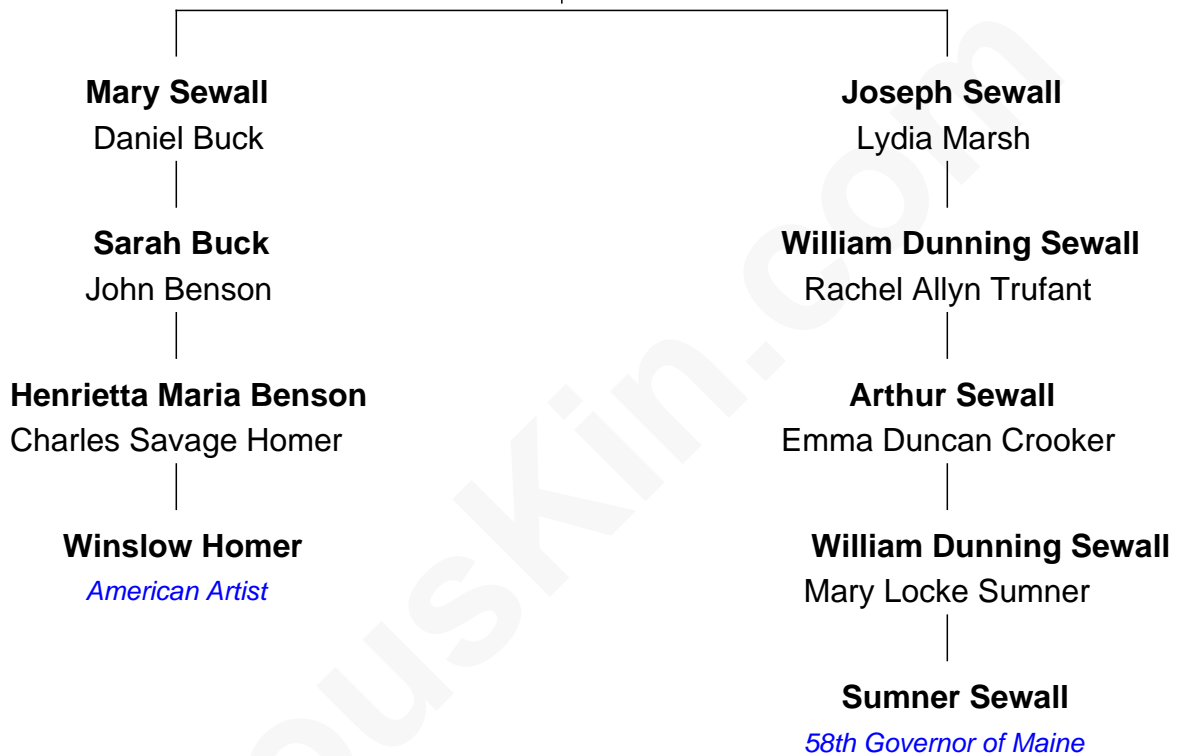 Mary Sewall
Daniel Buck
Sarah Buck
John Benson
Henrietta Maria Benson
Charles Savage Homer
Winslow Homer
American Artist
Joseph Sewall
Lydia Marsh
William Dunning Sewall
Rachel Allyn Trufant
Arthur Sewall
Emma Duncan Crooker
William Dunning Sewall
Mary Locke Sumner
Sumner Sewall
58th Governor of Maine
ousKin.com